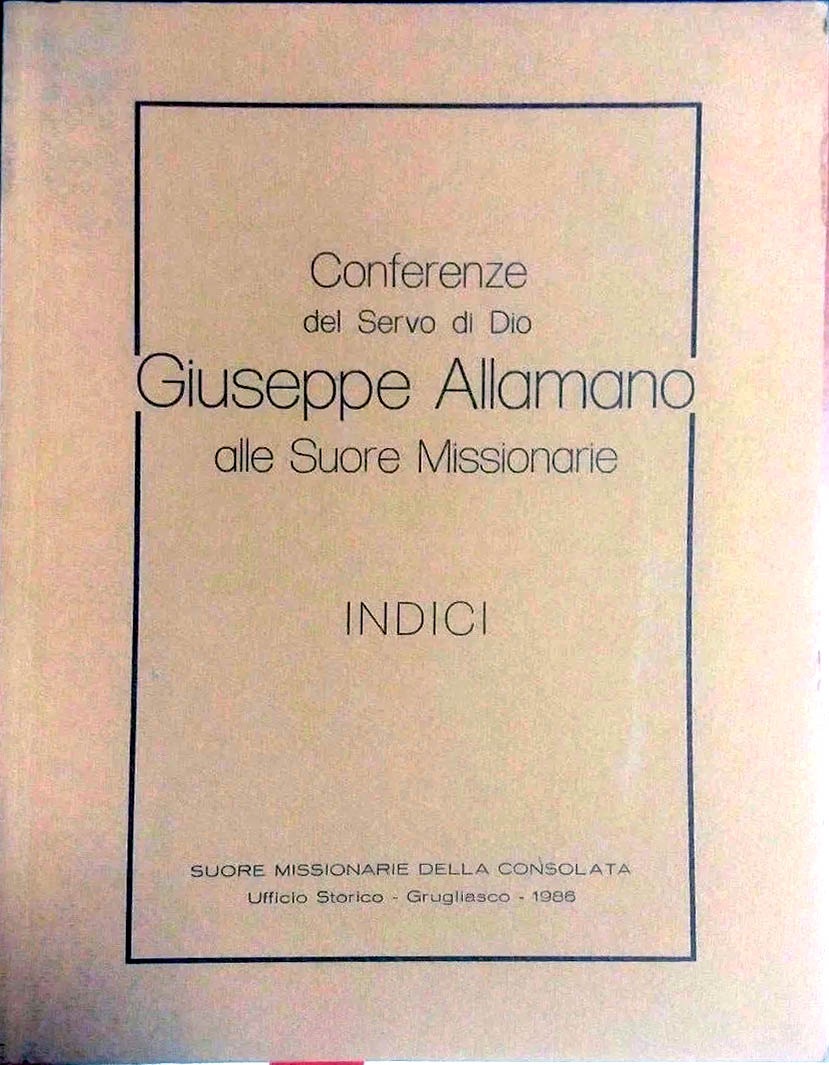 Conferenze
del Servo di Dio
Giuseppe Allamano
alle Suore Missionarie
INDICI
SUORE MISSIONARIE DELLA CONSOLATA
Ufficio Storico - Grugliasco - 1986